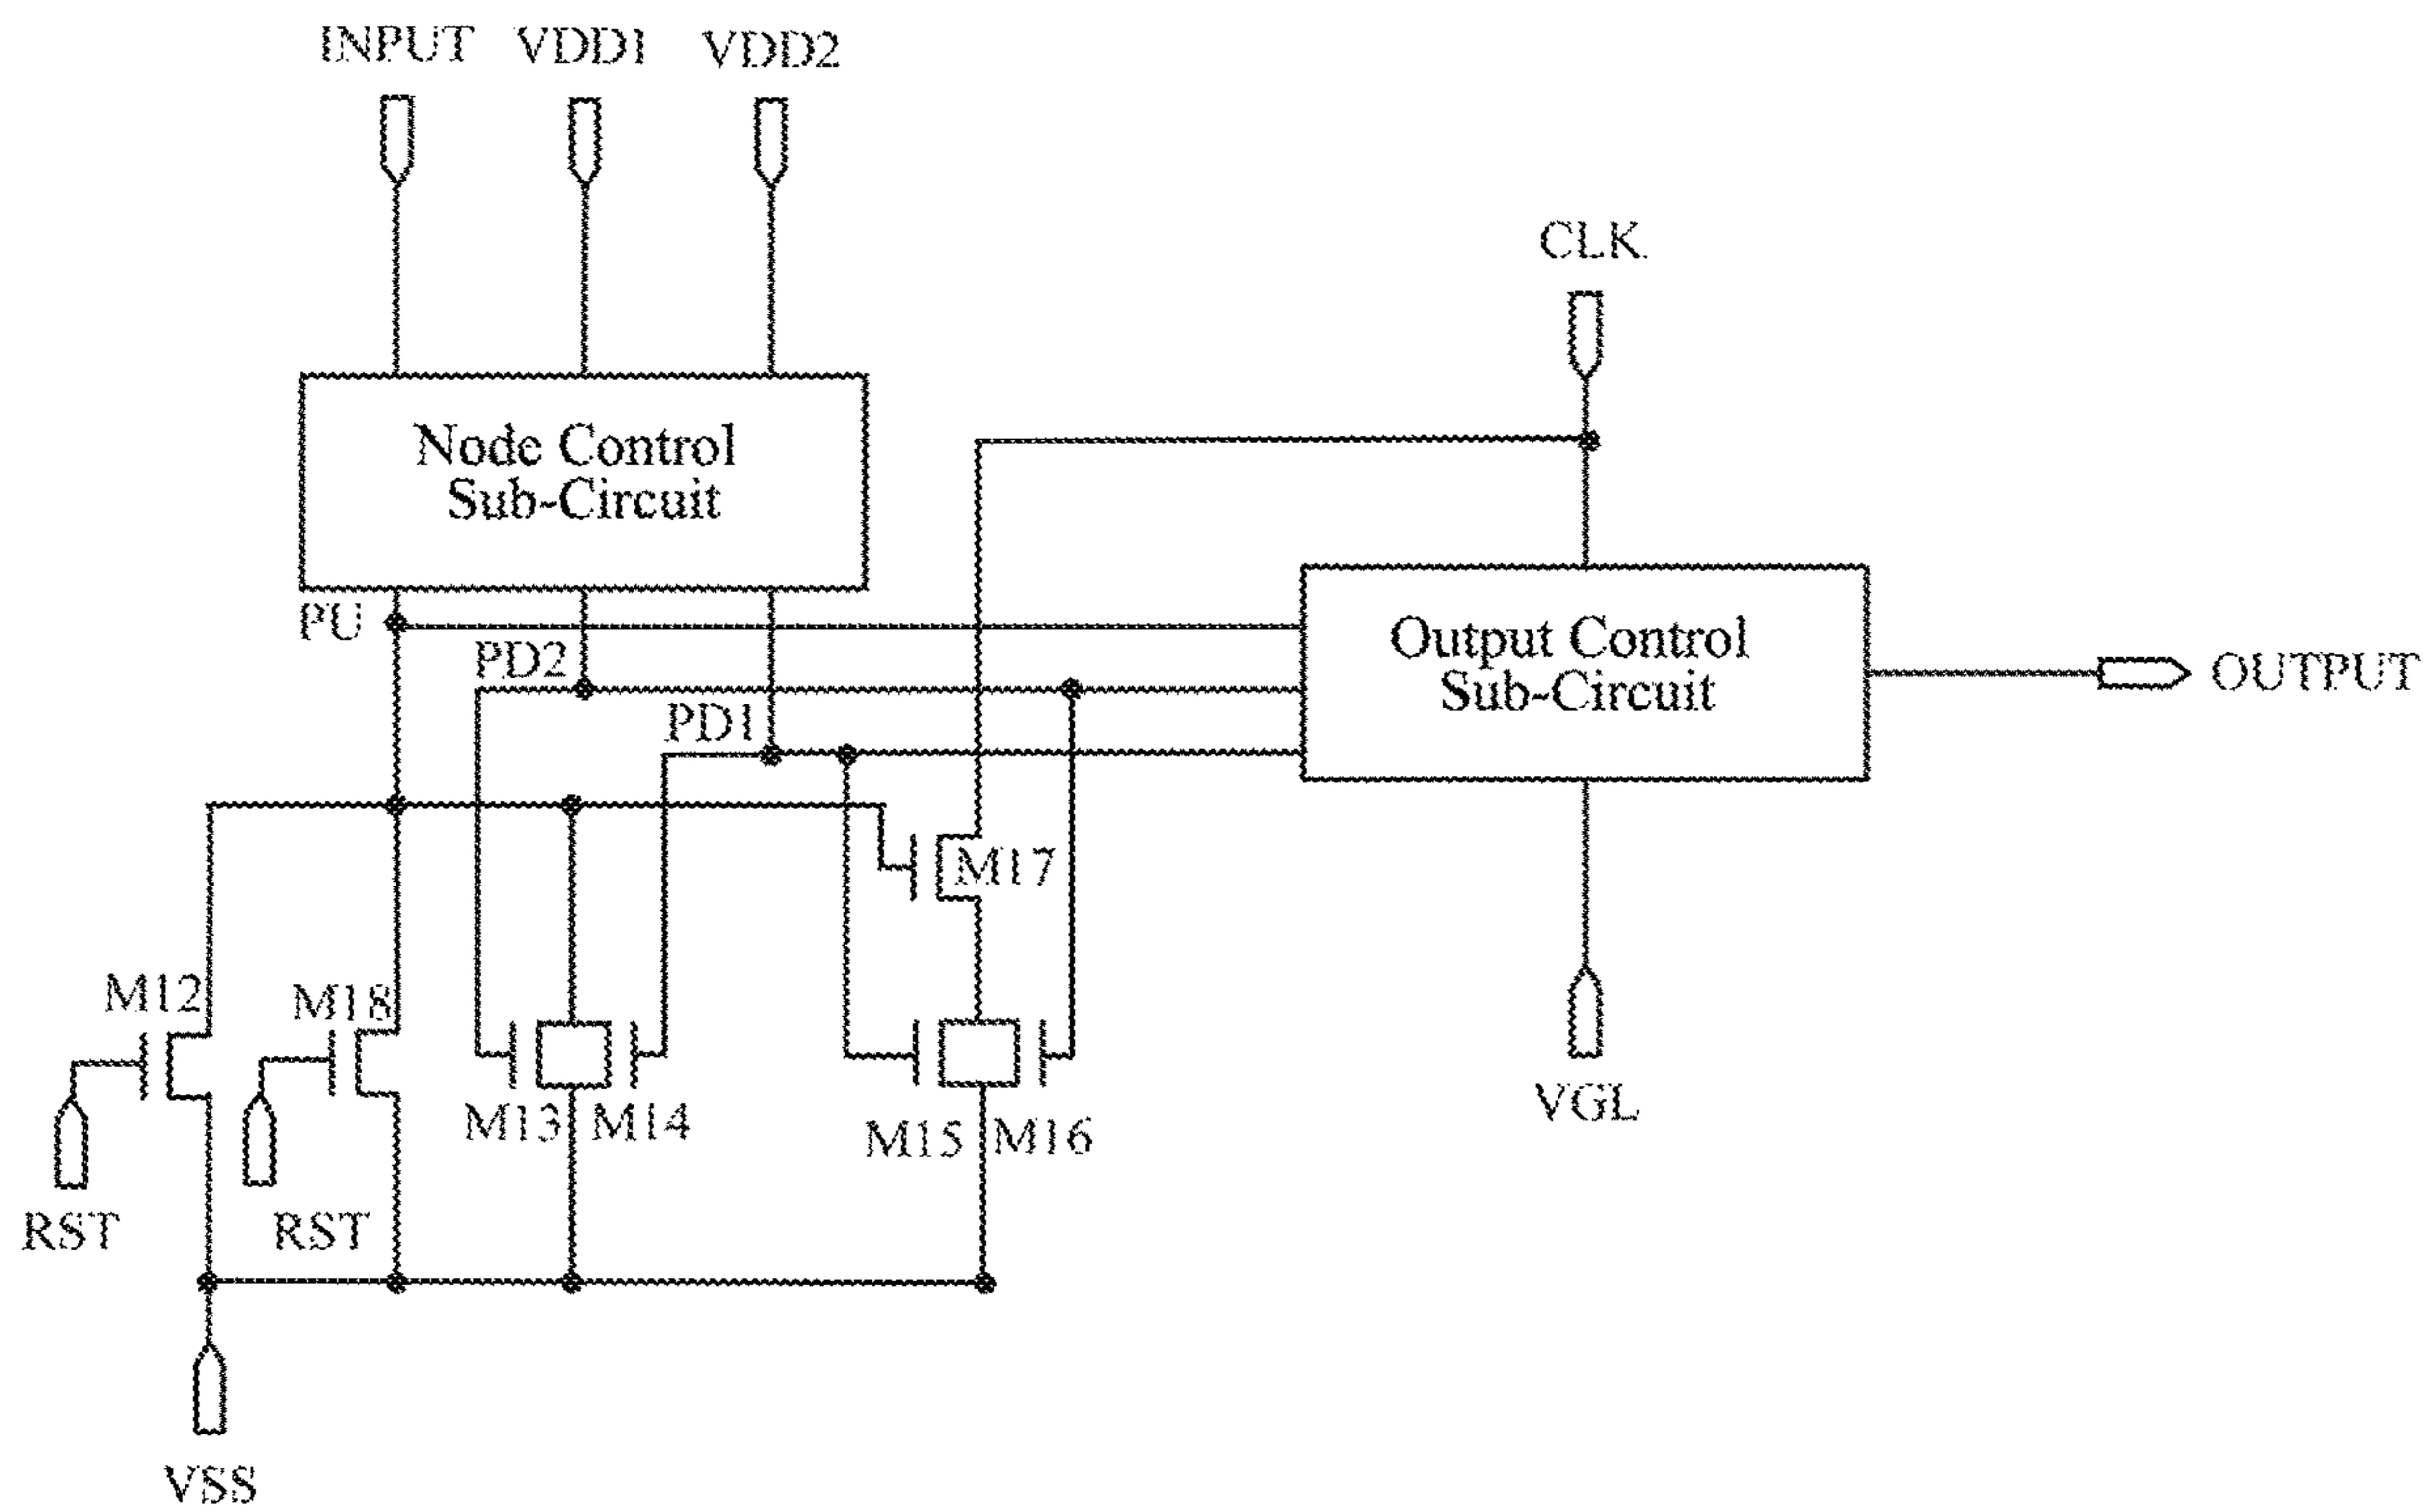 INPUT VDD1 VDD2
CLK
Node Control
Sub-Circuit
PU
PD2
PD1
Output Control
Sub-Circuit
OUTPUT
M17
M12
M18
M13 M14
M15 M16
VGL
RST
RST
VSS